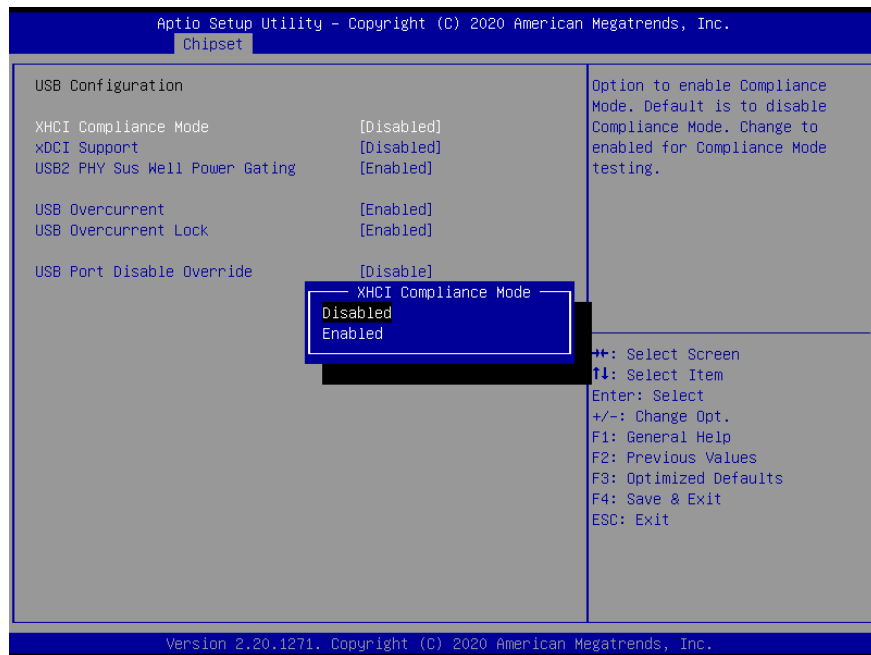 Aptio Setup Utility – Copyright (C) 2020 American Megatrends, Inc.
Chipset
USB Configuration
XHCI Compliance Mode [Disabled]
xDCI Support [Disabled]
USB2 PHY Sus Well Power Gating [Enabled]
USB Overcurrent [Enabled]
USB Overcurrent Lock [Enabled]
USB Port Disable Override [Disable]
XHCI Compliance Mode
Disabled
Enabled
Option to enable Compliance
Mode. Default is to disable
Compliance Mode. Change to
enabled for Compliance Mode
testing.
→←: Select Screen
↑↓: Select Item
Enter: Select
+/-: Change Opt.
F1: General Help
F2: Previous Values
F3: Optimized Defaults
F4: Save & Exit
ESC: Exit
Version 2.20.1271. Copyright (C) 2020 American Megatrends, Inc.